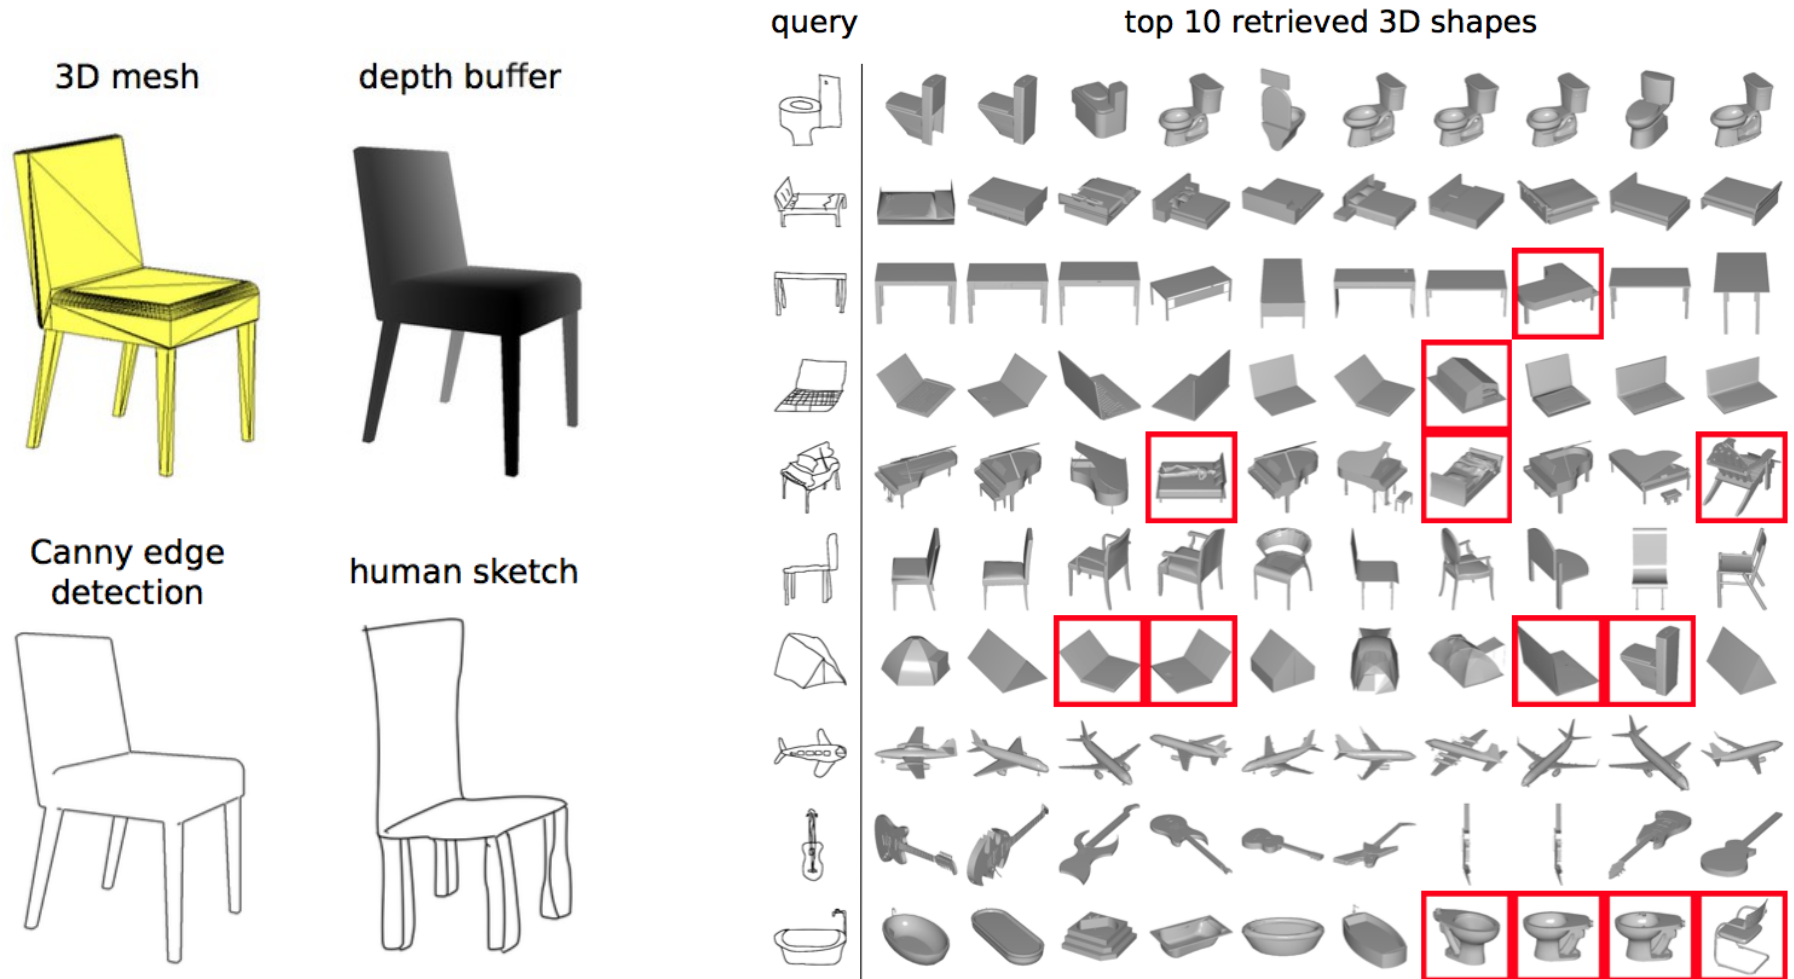 query
top 10 retrieved 3D shapes
3D mesh
depth buffer
Canny edge
detection
human sketch